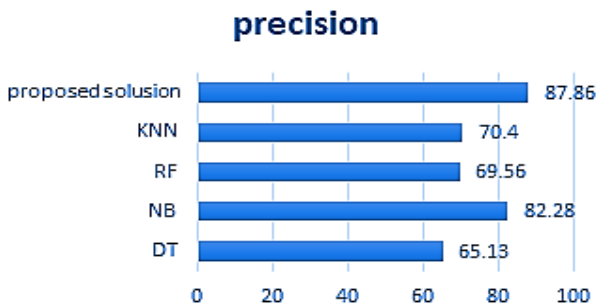 precision
proposed solusion 87.86
KNN 70.4
RF 69.56
NB 82.28
DT 65.13
0 20 40 60 80 100